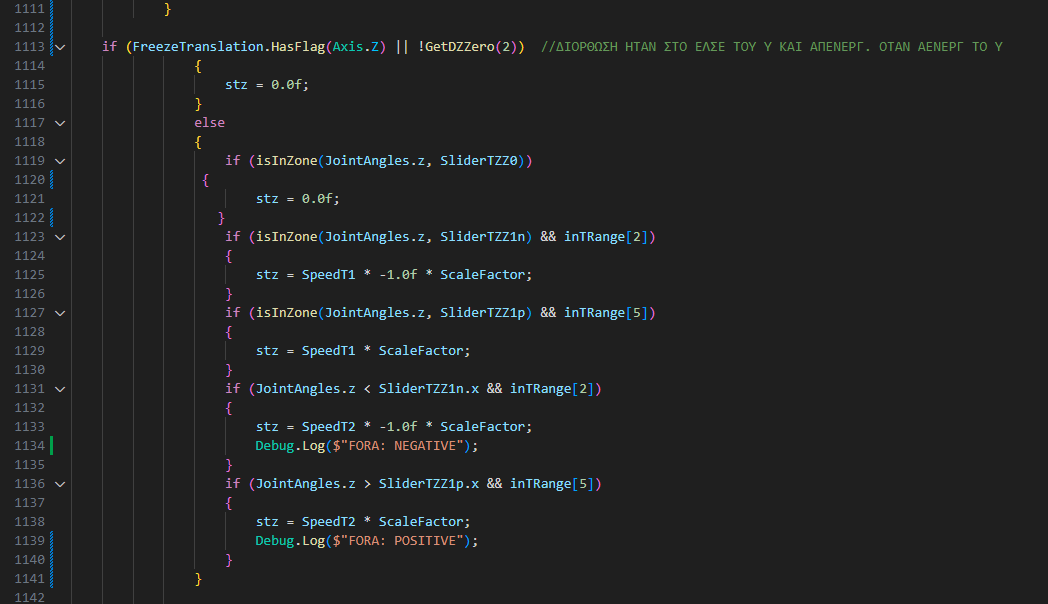 1111 }
1112
1113 if (FreezeTranslation.HasFlag(Axis.Z) || !GetDZZero(2)) //ΔΙΟΡΘΩΣΗ ΗΤΑΝ ΣΤΟ ΕΛΣΕ ΤΟΥ Υ ΚΑΙ ΑΠΕΝΕΡΓ. ΟΤΑΝ ΑΕΝΕΡΓ ΤΟ Υ
1114 {
1115 stz = 0.0f;
1116 }
1117 else
1118 {
1119 if (isInZone(JointAngles.z, SliderTZZ0))
1120 {
1121 stz = 0.0f;
1122 }
1123 if (isInZone(JointAngles.z, SliderTZZ1n) && inTRange[2])
1124 {
1125 stz = SpeedT1 * -1.0f * ScaleFactor;
1126 }
1127 if (isInZone(JointAngles.z, SliderTZZ1p) && inTRange[5])
1128 {
1129 stz = SpeedT1 * ScaleFactor;
1130 }
1131 if (JointAngles.z < SliderTZZ1n.x && inTRange[2])
1132 {
1133 stz = SpeedT2 * -1.0f * ScaleFactor;
1134 Debug.Log($"FORA: NEGATIVE");
1135 }
1136 if (JointAngles.z > SliderTZZ1p.x && inTRange[5])
1137 {
1138 stz = SpeedT2 * ScaleFactor;
1139 Debug.Log($"FORA: POSITIVE");
1140 }
1141 }
1142